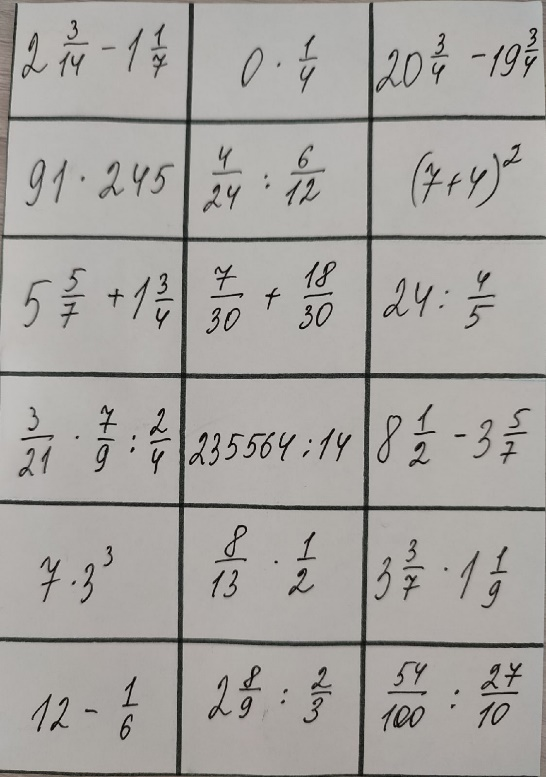 2 3/14 - 1 1/7
0 · 1/4
20 3/4 - 19 3/4
91 · 245
4/24 : 6/12
(7+4)²
5 5/7 + 1 3/4
7/30 + 18/30
24 : 4/5
3/21 · 7/9 : 2/4
235564 : 14
8 1/2 - 3 5/7
7 · 3³
8/13 · 1/2
3 3/7 · 1 1/9
12 - 1/6
2 8/9 : 2/3
54/100 : 27/10